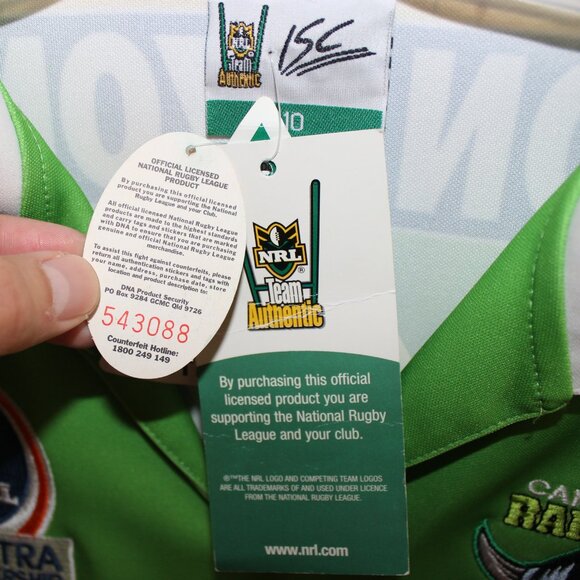 NRL
Team
Authentic
ISC
10
OFFICIAL LICENSED
NATIONAL RUGBY LEAGUE
PRODUCT
By purchasing this official licensed
product you are supporting the National
Rugby League and your Club.
All official licensed National Rugby League
products are made to the highest standards
and carry tags and stickers that are marked
with DNA to ensure that you are purchasing
genuine and official National Rugby League
merchandise.
To assist this fight against counterfeits, please
return all authentication stickers and tags with
your name, address, purchase date, store
location and product description to:
DNA Product Security
PO Box 9284 GCMC Qld 9726
543088
Counterfeit Hotline:
1800 249 149
NRL
®
Team
Authentic
By purchasing this official
licensed product you are
supporting the National Rugby
League and your club.
®™THE NRL LOGO AND COMPETING TEAM LOGOS
ARE ALL TRADEMARKS OF AND USED UNDER LICENCE
FROM THE NATIONAL RUGBY LEAGUE.
www.nrl.com